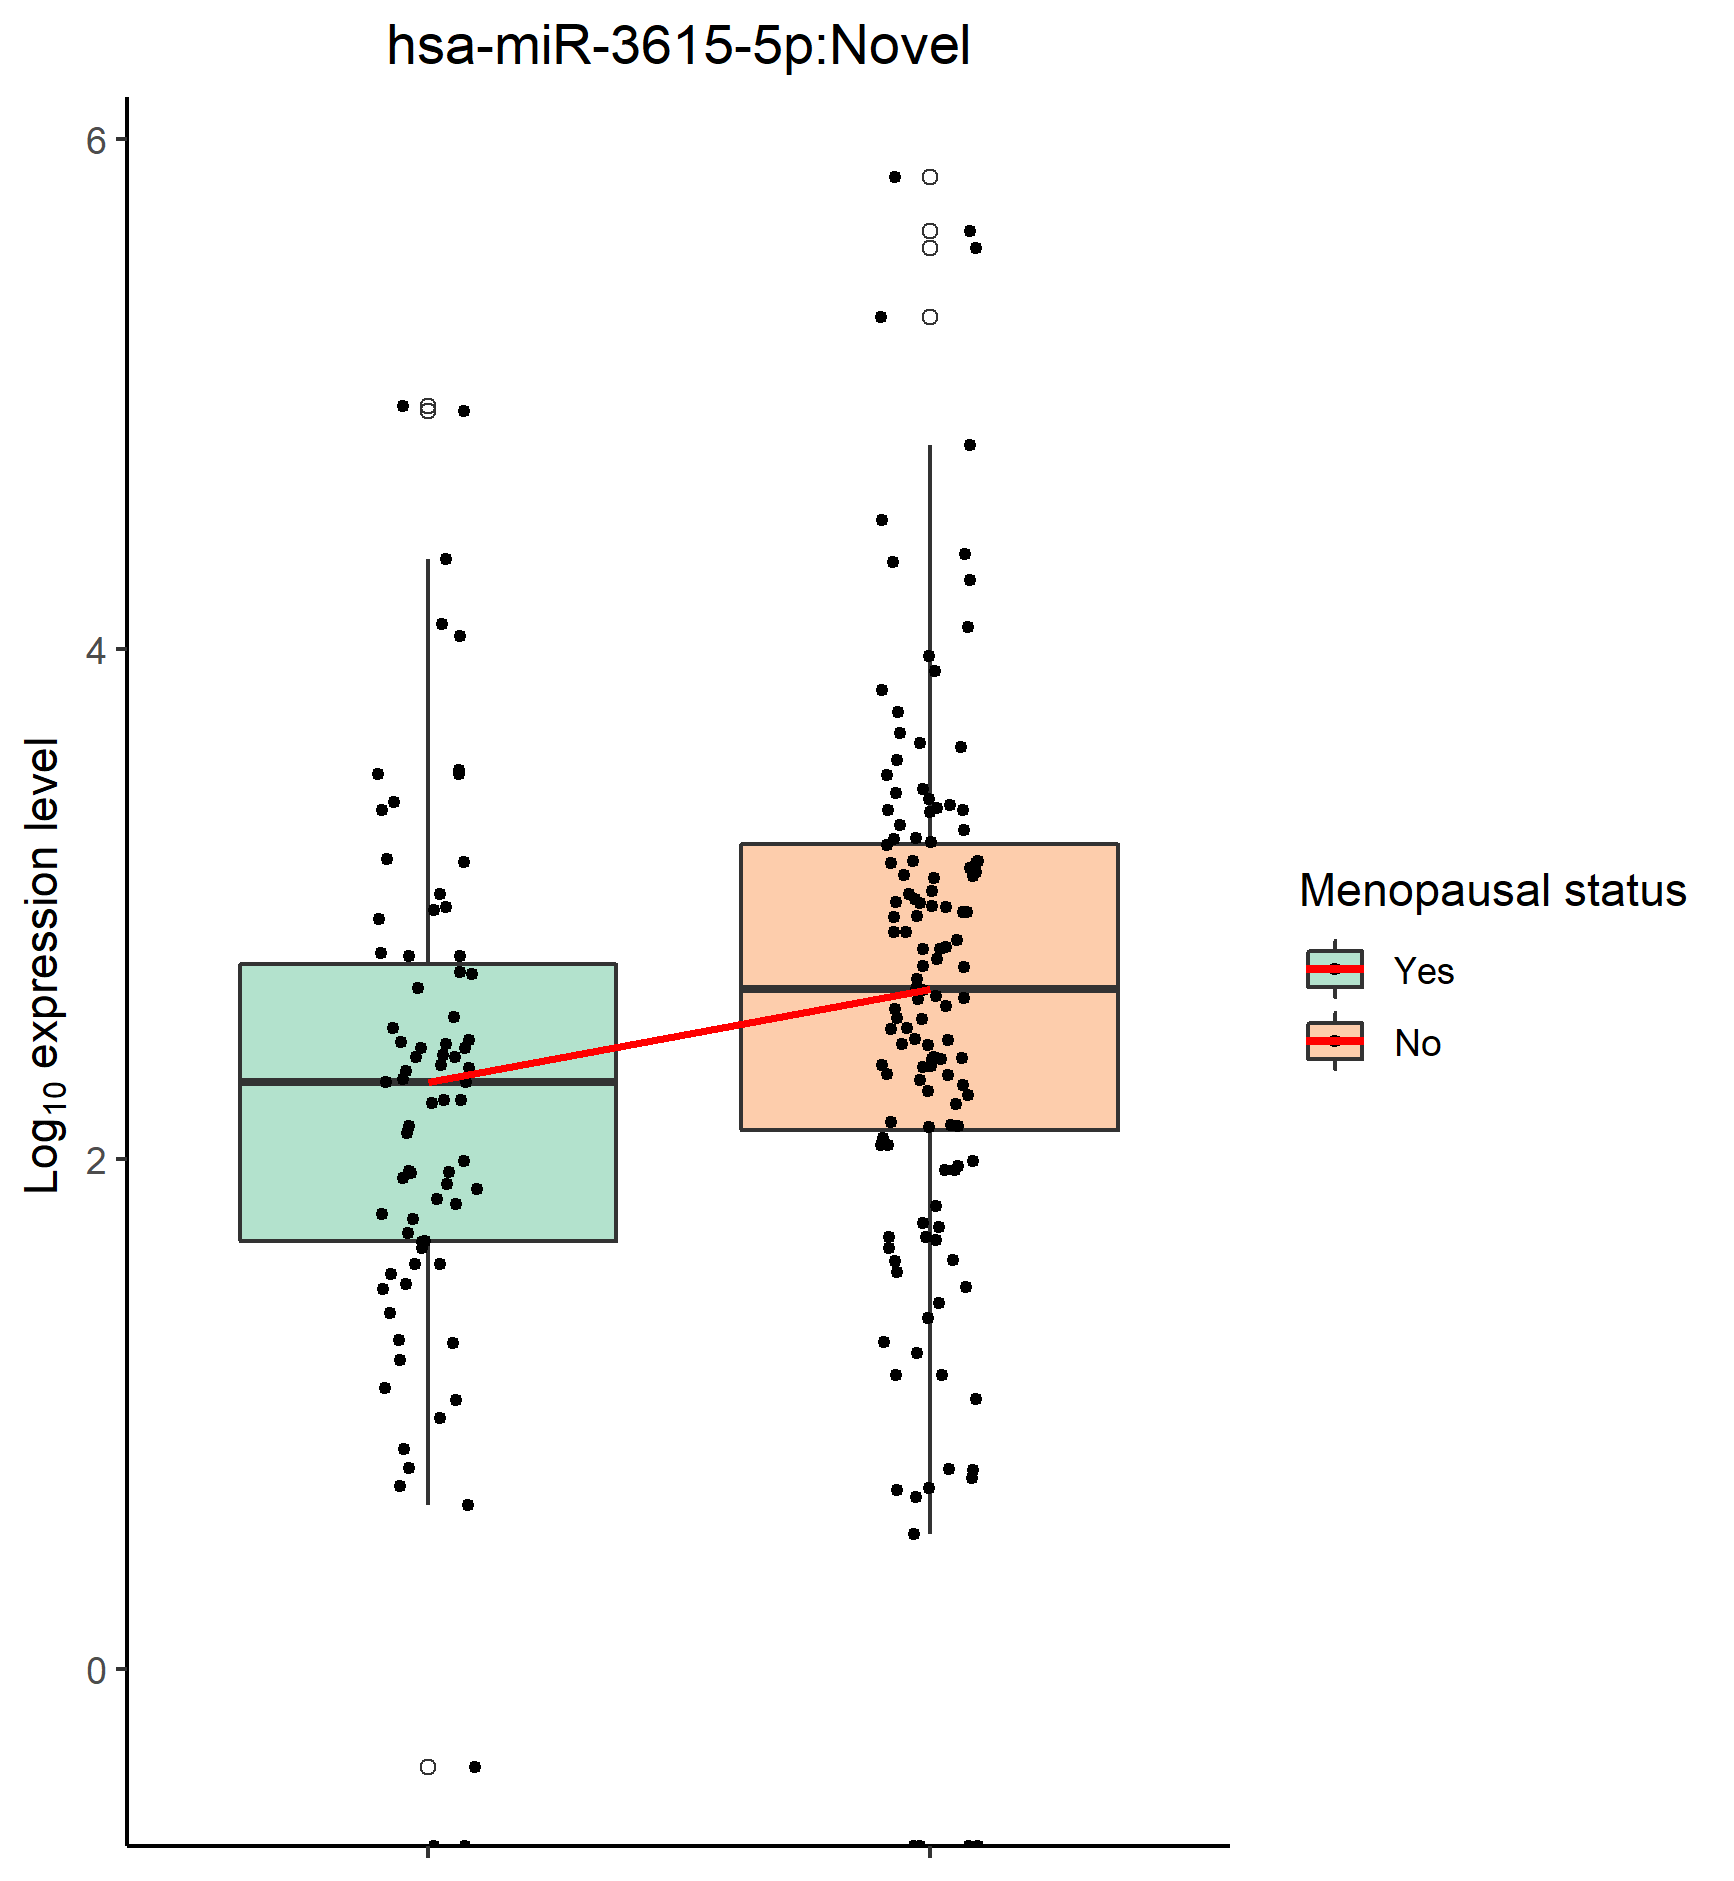 hsa-miR-3615-5p:Novel
6
4
2
0
Log₁₀ expression level
Menopausal status
Yes
No